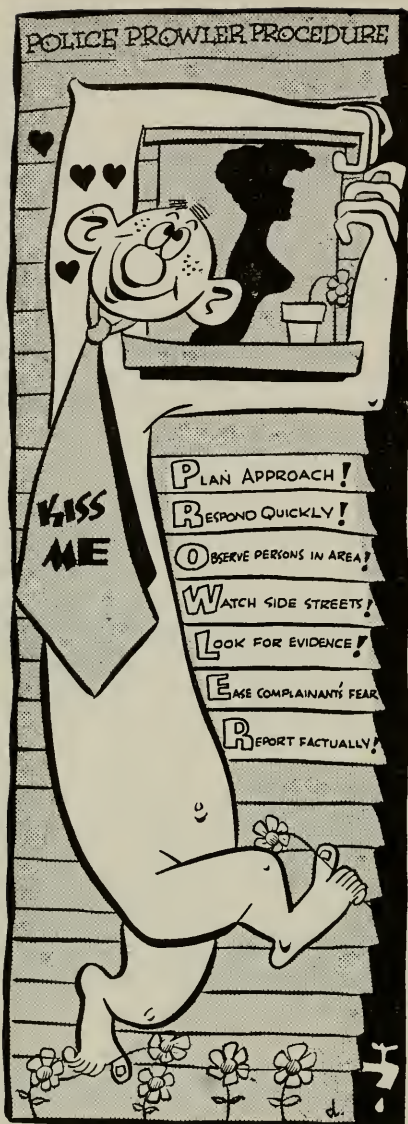 POLICE PROWLER PROCEDURE
KISS
ME
PLAN APPROACH!
RESPOND QUICKLY!
OBSERVE PERSONS IN AREA!
WATCH SIDE STREETS!
LOOK FOR EVIDENCE!
EASE COMPLAINANT'S FEAR
REPORT FACTUALLY!